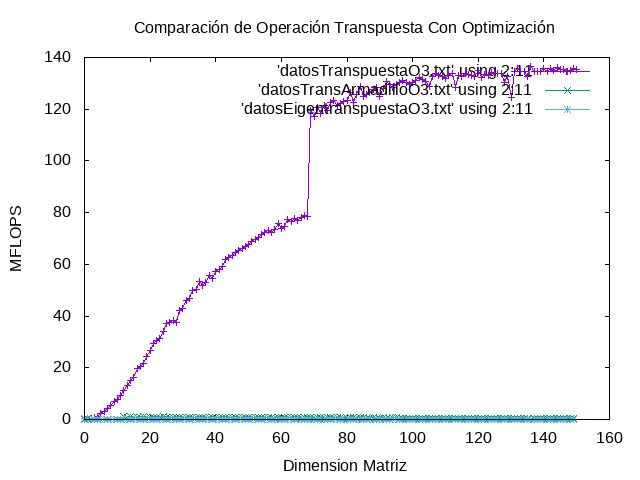 Comparación de Operación Transpuesta Con Optimización
140
120
100
80
60
40
20
0
MFLOPS
'datosTranspuestaO3.txt' using 2:11
'datosTransArmadilloO3.txt' using 2:11
'datosEigenTranspuestaO3.txt' using 2:11
0 20 40 60 80 100 120 140 160
Dimension Matriz